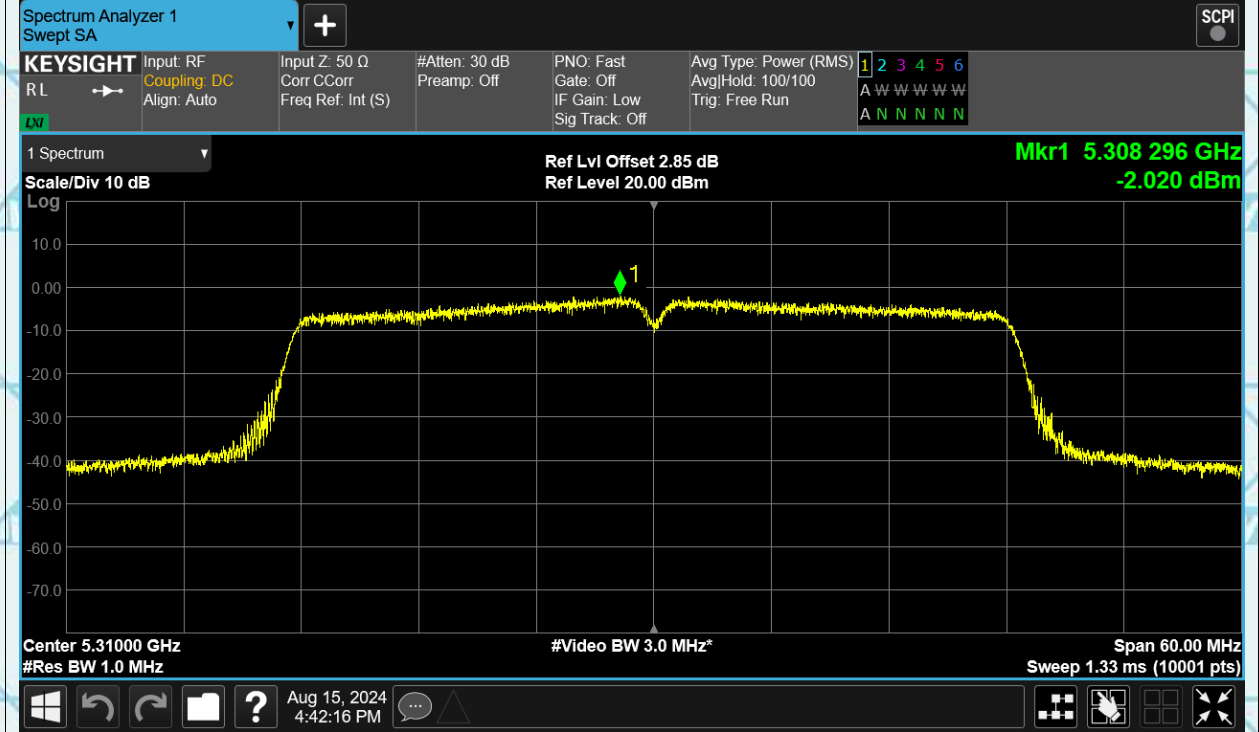 Spectrum Analyzer 1
Swept SA
SCPI
KEYSIGHT
R L
LXI
Input: RF
Coupling: DC
Align: Auto
Input Z: 50 Ω
Corr CCorr
Freq Ref: Int (S)
#Atten: 30 dB
Preamp: Off
PNO: Fast
Gate: Off
IF Gain: Low
Sig Track: Off
Avg Type: Power (RMS)
Avg|Hold: 100/100
Trig: Free Run
1 2 3 4 5 6
A W W W W W
A N N N N N
1 Spectrum
Scale/Div 10 dB
Log
Ref Lvl Offset 2.85 dB
Ref Level 20.00 dBm
Mkr1 5.308 296 GHz
-2.020 dBm
1
10.0
0.00
-10.0
-20.0
-30.0
-40.0
-50.0
-60.0
-70.0
Center 5.31000 GHz
#Res BW 1.0 MHz
#Video BW 3.0 MHz*
Span 60.00 MHz
Sweep 1.33 ms (10001 pts)
?
Aug 15, 2024
4:42:16 PM